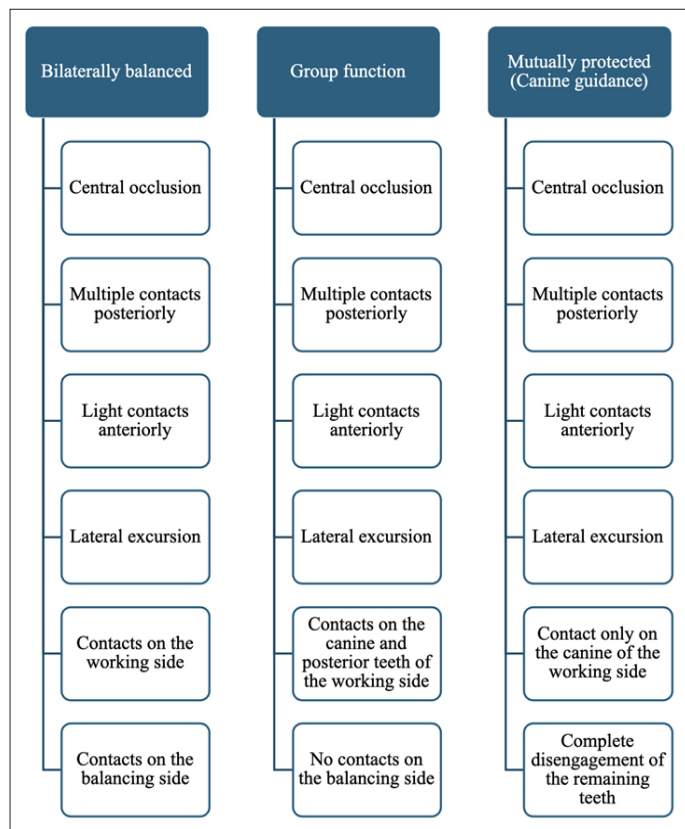 Bilaterally balanced
Central occlusion
Multiple contacts
posteriorly
Light contacts
anteriorly
Lateral excursion
Contacts on the
working side
Contacts on the
balancing side
Group function
Central occlusion
Multiple contacts
posteriorly
Light contacts
anteriorly
Lateral excursion
Contacts on the
canine and
posterior teeth of
the working side
No contacts on
the balancing side
Mutually protected
(Canine guidance)
Central occlusion
Multiple contacts
posteriorly
Light contacts
anteriorly
Lateral excursion
Contact only on
the canine of the
working side
Complete
disengagement of
the remaining
teeth